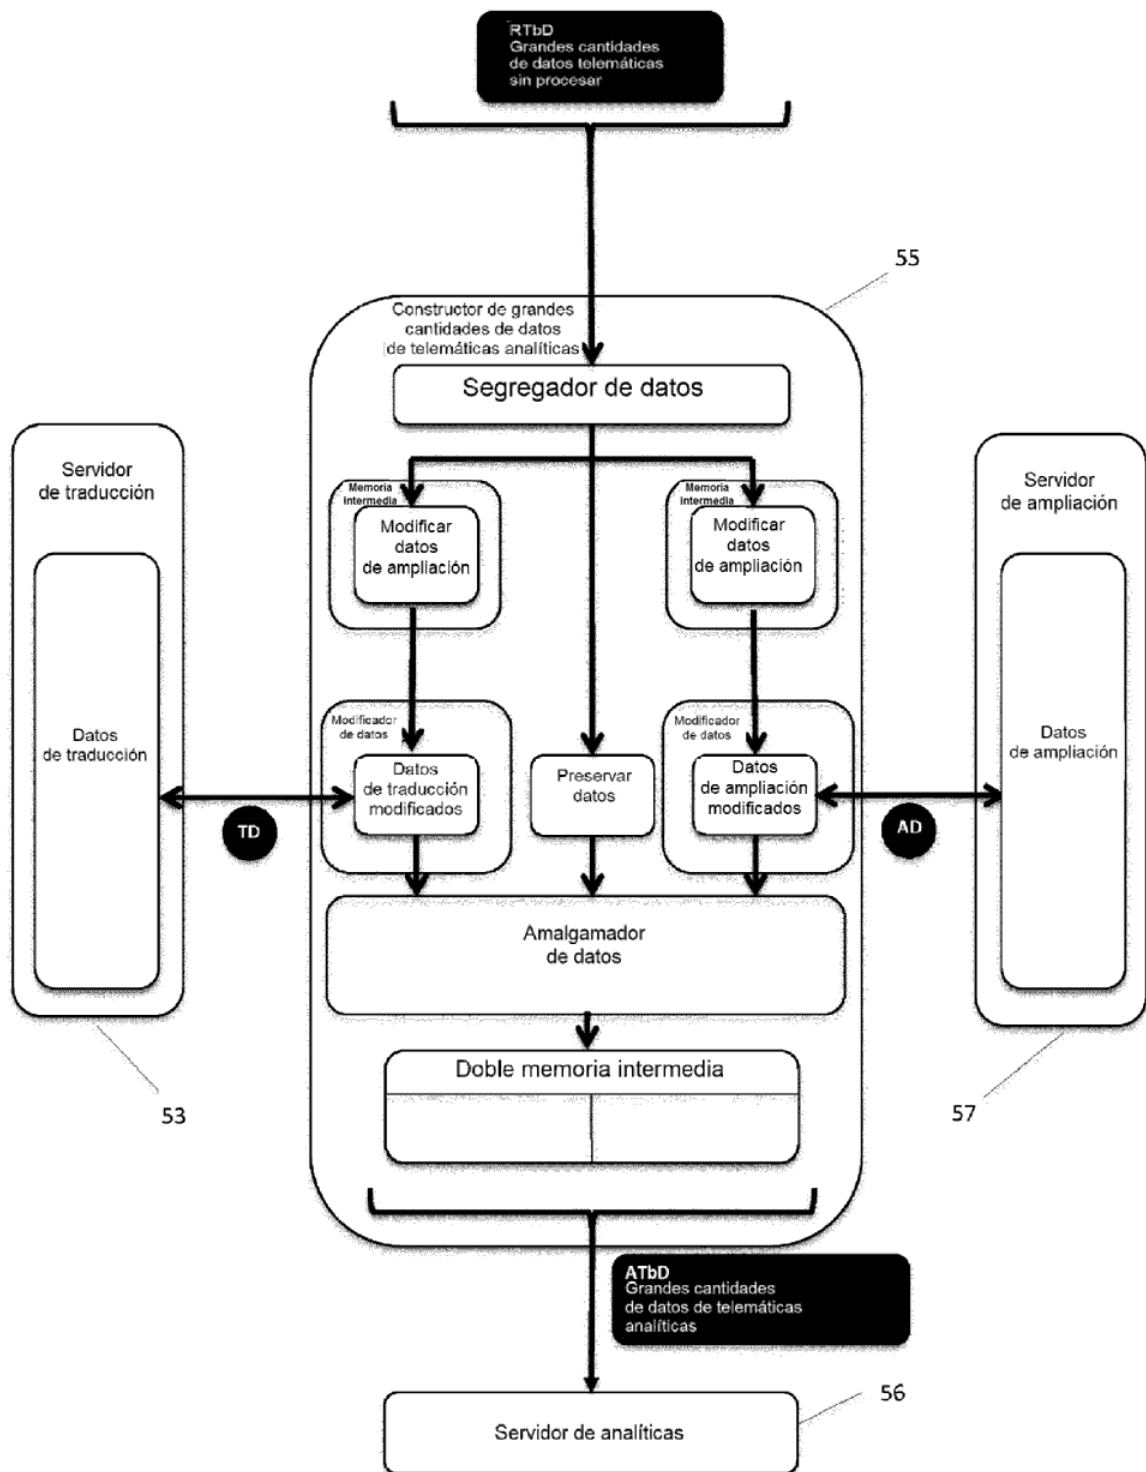 RTbD
Grandes cantidades
de datos telemáticas
sin procesar
55
Constructor de grandes
cantidades de datos
de telemáticas analíticas
Segregador de datos
Servidor
de traducción
Memoria
intermedia
Modificar
datos
de ampliación
Memoria
intermedia
Modificar
datos
de ampliación
Servidor
de ampliación
Datos
de traducción
Modificador
de datos
Datos
de traducción
modificados
Preservar
datos
Modificador
de datos
Datos
de ampliación
modificados
Datos
de ampliación
TD
AD
Amalgamador
de datos
Doble memoria intermedia
53
57
ATbD
Grandes cantidades
de datos de telemáticas
analíticas
56
Servidor de analíticas